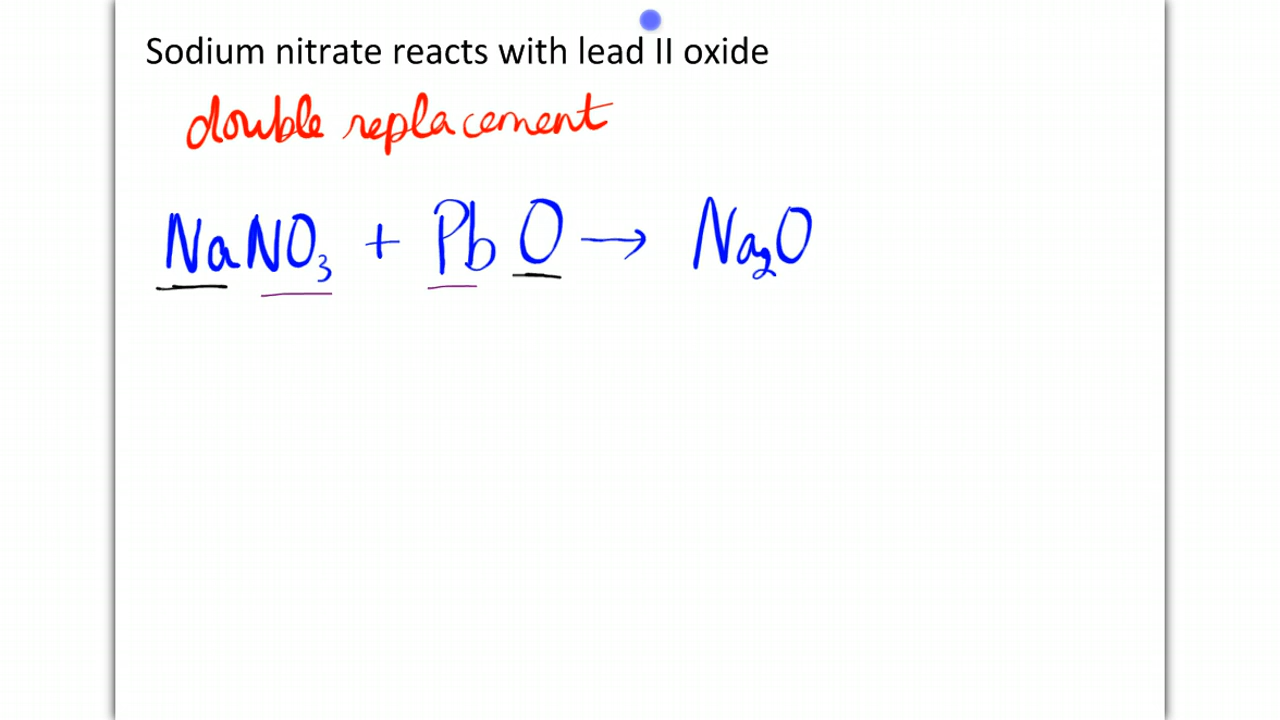 Sodium nitrate reacts with lead II oxide
double replacement
NaNO₃ + PbO → Na₂O